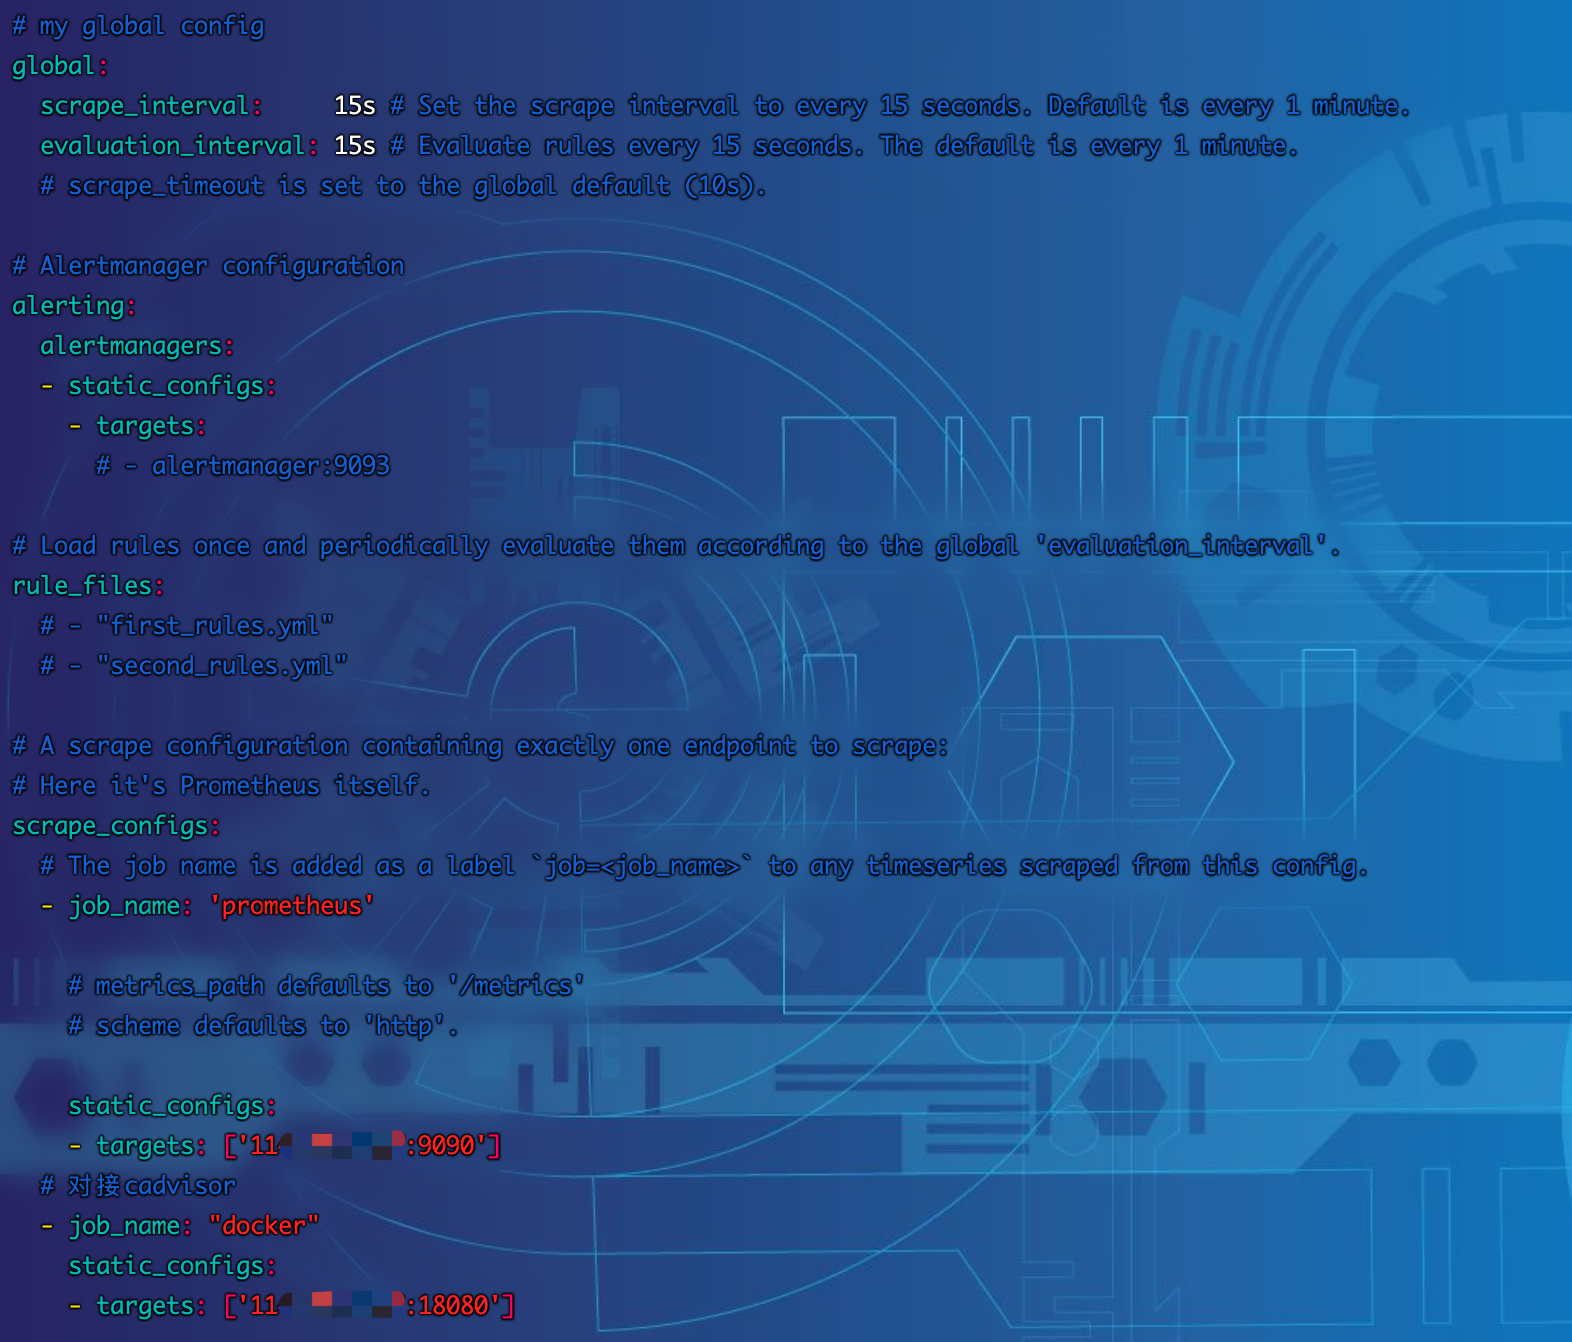 # my global config
global:
  scrape_interval:     15s # Set the scrape interval to every 15 seconds. Default is every 1 minute.
  evaluation_interval: 15s # Evaluate rules every 15 seconds. The default is every 1 minute.
  # scrape_timeout is set to the global default (10s).

# Alertmanager configuration
alerting:
  alertmanagers:
  - static_configs:
    - targets:
      # - alertmanager:9093

# Load rules once and periodically evaluate them according to the global 'evaluation_interval'.
rule_files:
  # - "first_rules.yml"
  # - "second_rules.yml"

# A scrape configuration containing exactly one endpoint to scrape:
# Here it's Prometheus itself.
scrape_configs:
  # The job name is added as a label `job=<job_name>` to any timeseries scraped from this config.
  - job_name: 'prometheus'

    # metrics_path defaults to '/metrics'
    # scheme defaults to 'http'.

    static_configs:
    - targets: ['11 :9090']
  # 对接cadvisor
  - job_name: "docker"
    static_configs:
    - targets: ['11 :18080']